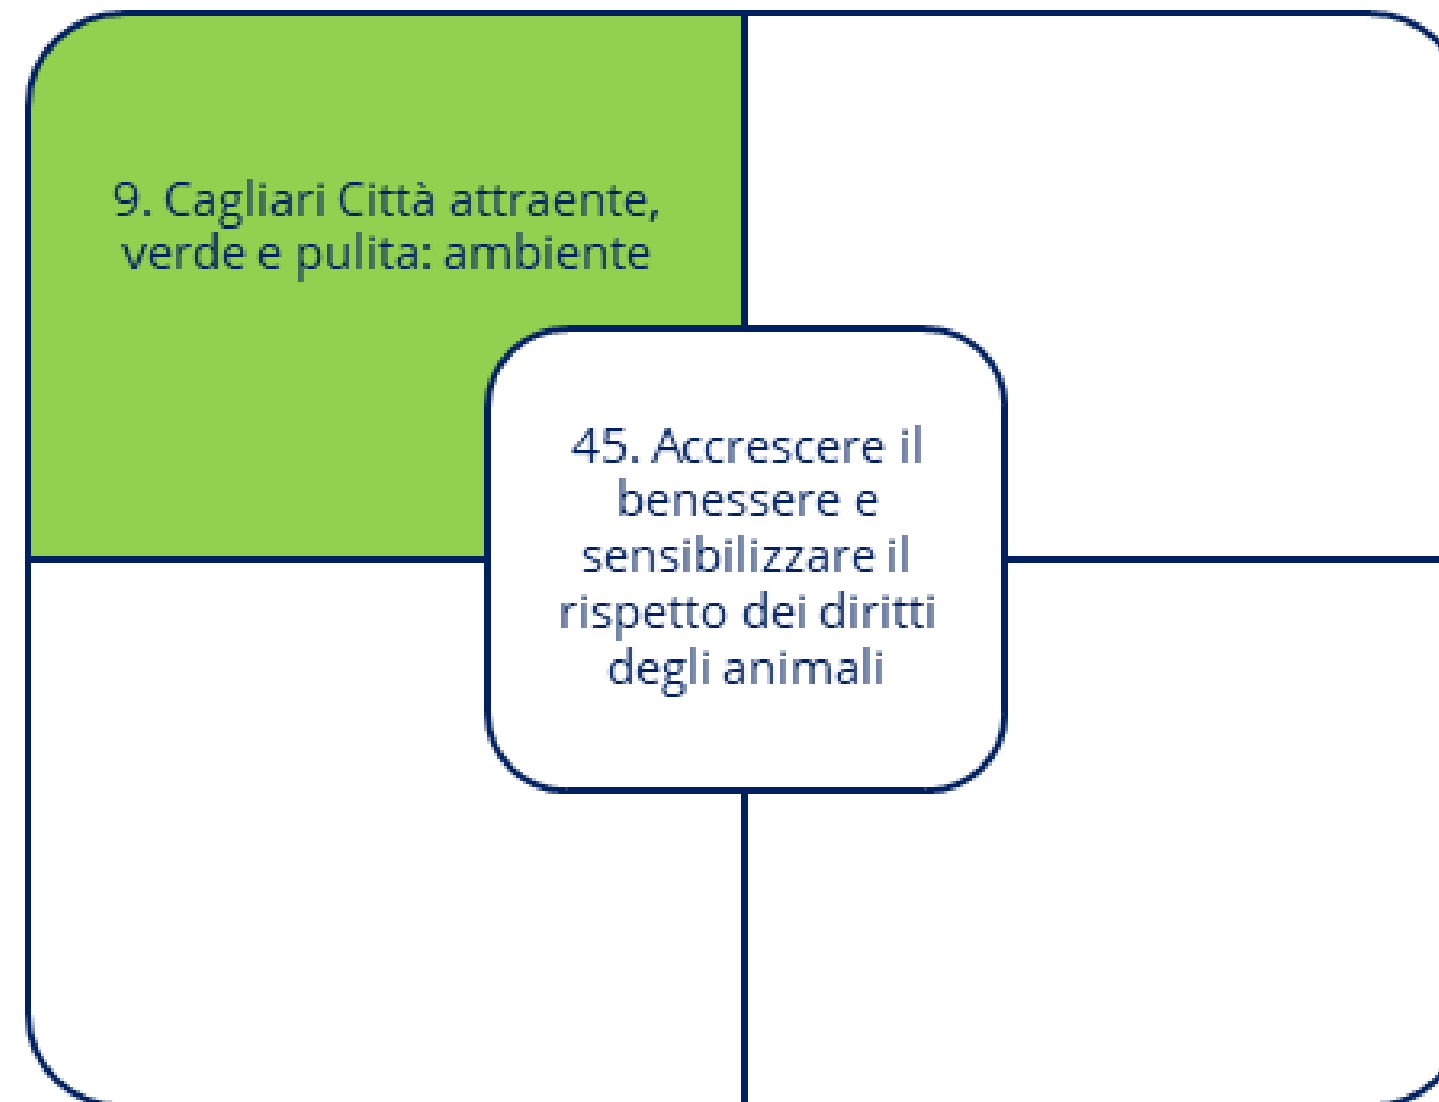 9. Cagliari Città attraente,
verde e pulita: ambiente
45. Accrescere il
benessere e
sensibilizzare il
rispetto dei diritti
degli animali